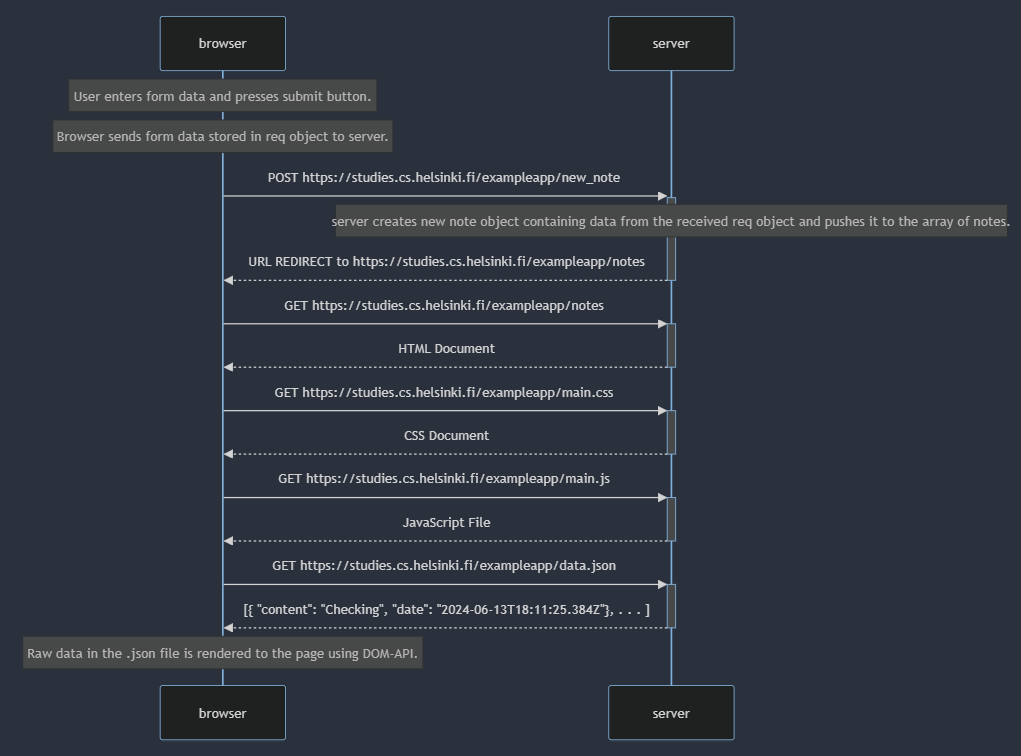 browser
server
User enters form data and presses submit button.
Browser sends form data stored in req object to server.
POST https://studies.cs.helsinki.fi/exampleapp/new_note
server creates new note object containing data from the received req object and pushes it to the array of notes.
URL REDIRECT to https://studies.cs.helsinki.fi/exampleapp/notes
GET https://studies.cs.helsinki.fi/exampleapp/notes
HTML Document
GET https://studies.cs.helsinki.fi/exampleapp/main.css
CSS Document
GET https://studies.cs.helsinki.fi/exampleapp/main.js
JavaScript File
GET https://studies.cs.helsinki.fi/exampleapp/data.json
[{ "content": "Checking", "date": "2024-06-13T18:11:25.384Z"}, . . . ]
Raw data in the .json file is rendered to the page using DOM-API.
browser
server